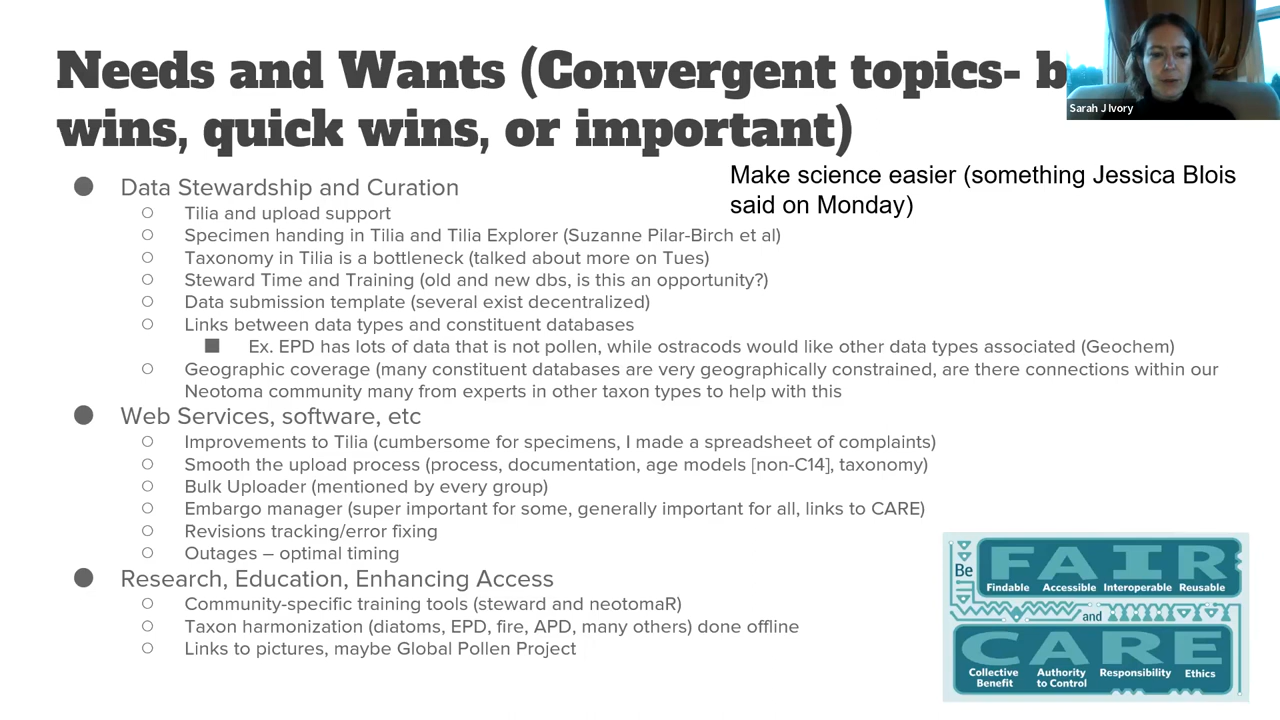 Needs and Wants (Convergent topics- b
wins, quick wins, or important)
Sarah J Ivory
Make science easier (something Jessica Blois
said on Monday)
● Data Stewardship and Curation
○ Tilia and upload support
○ Specimen handing in Tilia and Tilia Explorer (Suzanne Pilar-Birch et al)
○ Taxonomy in Tilia is a bottleneck (talked about more on Tues)
○ Steward Time and Training (old and new dbs, is this an opportunity?)
○ Data submission template (several exist decentralized)
○ Links between data types and constituent databases
■ Ex. EPD has lots of data that is not pollen, while ostracods would like other data types associated (Geochem)
○ Geographic coverage (many constituent databases are very geographically constrained, are there connections within our
Neotoma community many from experts in other taxon types to help with this
● Web Services, software, etc
○ Improvements to Tilia (cumbersome for specimens, I made a spreadsheet of complaints)
○ Smooth the upload process (process, documentation, age models [non-C14], taxonomy)
○ Bulk Uploader (mentioned by every group)
○ Embargo manager (super important for some, generally important for all, links to CARE)
○ Revisions tracking/error fixing
○ Outages – optimal timing
● Research, Education, Enhancing Access
○ Community-specific training tools (steward and neotomaR)
○ Taxon harmonization (diatoms, EPD, fire, APD, many others) done offline
○ Links to pictures, maybe Global Pollen Project
Be FAIR
Findable Accessible Interoperable Reusable
and
CARE
Collective Benefit Authority to Control Responsibility Ethics